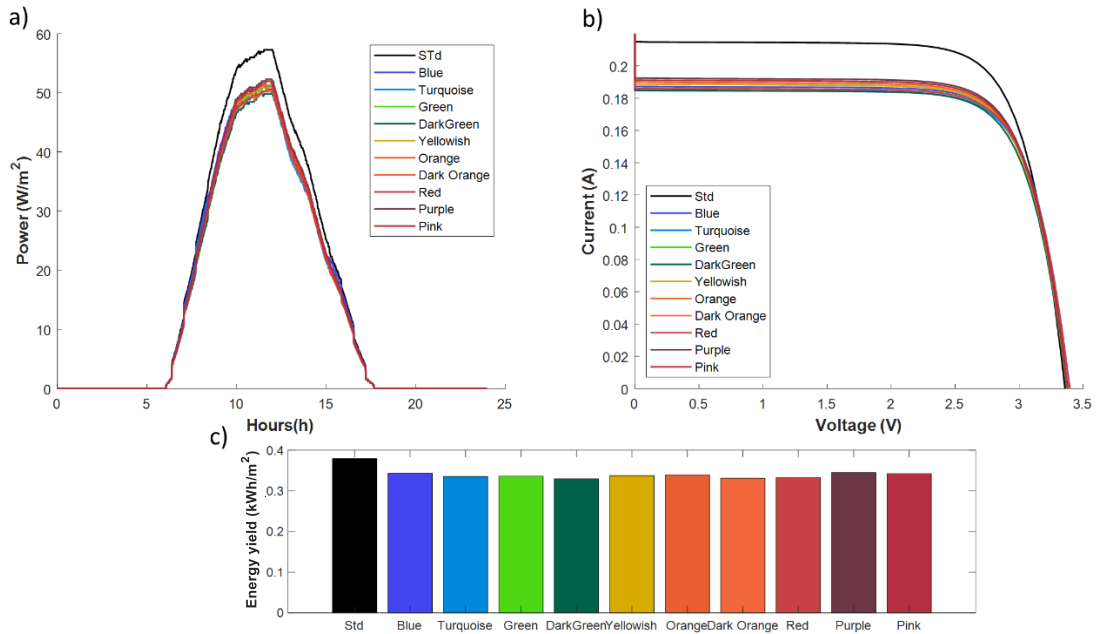 a)
60
50
40
30
20
10
0
0
5
10
15
20
25
Power (W/m²)
Hours(h)
STd
Blue
Turquoise
Green
DarkGreen
Yellowish
Orange
Dark Orange
Red
Purple
Pink
b)
0.2
0.18
0.16
0.14
0.12
0.1
0.08
0.06
0.04
0.02
0
0
0.5
1
1.5
2
2.5
3
3.5
Current (A)
Voltage (V)
Std
Blue
Turquoise
Green
DarkGreen
Yellowish
Orange
Dark Orange
Red
Purple
Pink
c)
0.4
0.3
0.2
0.1
0
Energy yield (kWh/m²)
Std Blue Turquoise Green DarkGreen Yellowish Orange Dark Orange Red Purple Pink